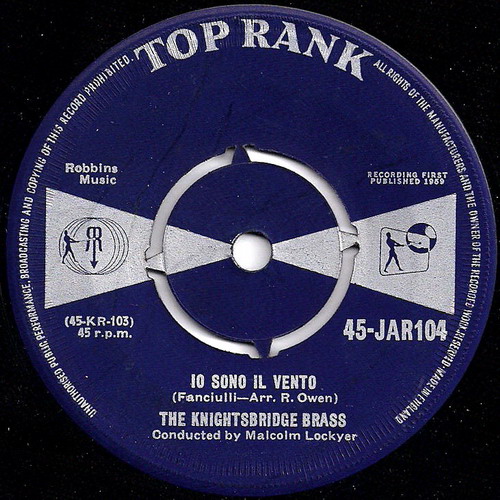 TOP RANK
UNAUTHORISED PUBLIC PERFORMANCE, BROADCASTING AND COPYING OF THIS RECORD PROHIBITED.
ALL RIGHTS OF THE MANUFACTURERS AND THE OWNER OF THE RECORDED WORK RESERVED
MADE IN ENGLAND
Robbins
Music
RECORDING FIRST
PUBLISHED 1959
(45-KR-103)
45 r.p.m.
45-JAR104
IO SONO IL VENTO
(Fanciulli—Arr. R. Owen)
THE KNIGHTSBRIDGE BRASS
Conducted by Malcolm Lockyer